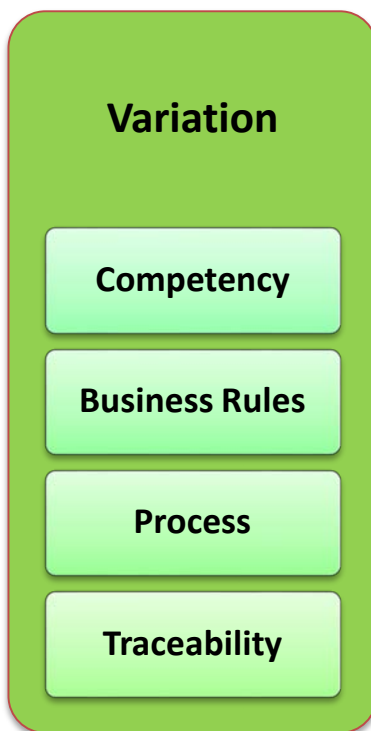 Variation
Competency
Business Rules
Process
Traceability